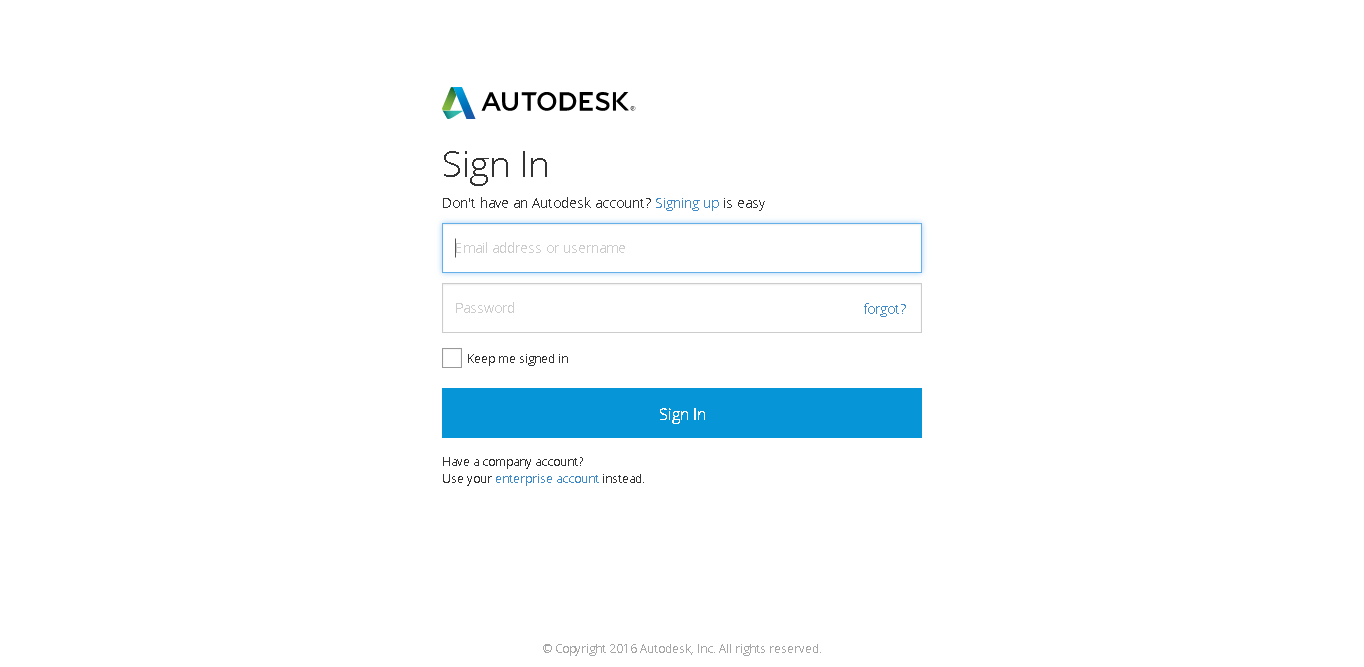 AUTODESK®
Sign In
Don't have an Autodesk account? Signing up is easy
Email address or username
Password forgot?
Keep me signed in
Sign In
Have a company account?
Use your enterprise account instead.
© Copyright 2016 Autodesk, Inc. All rights reserved.